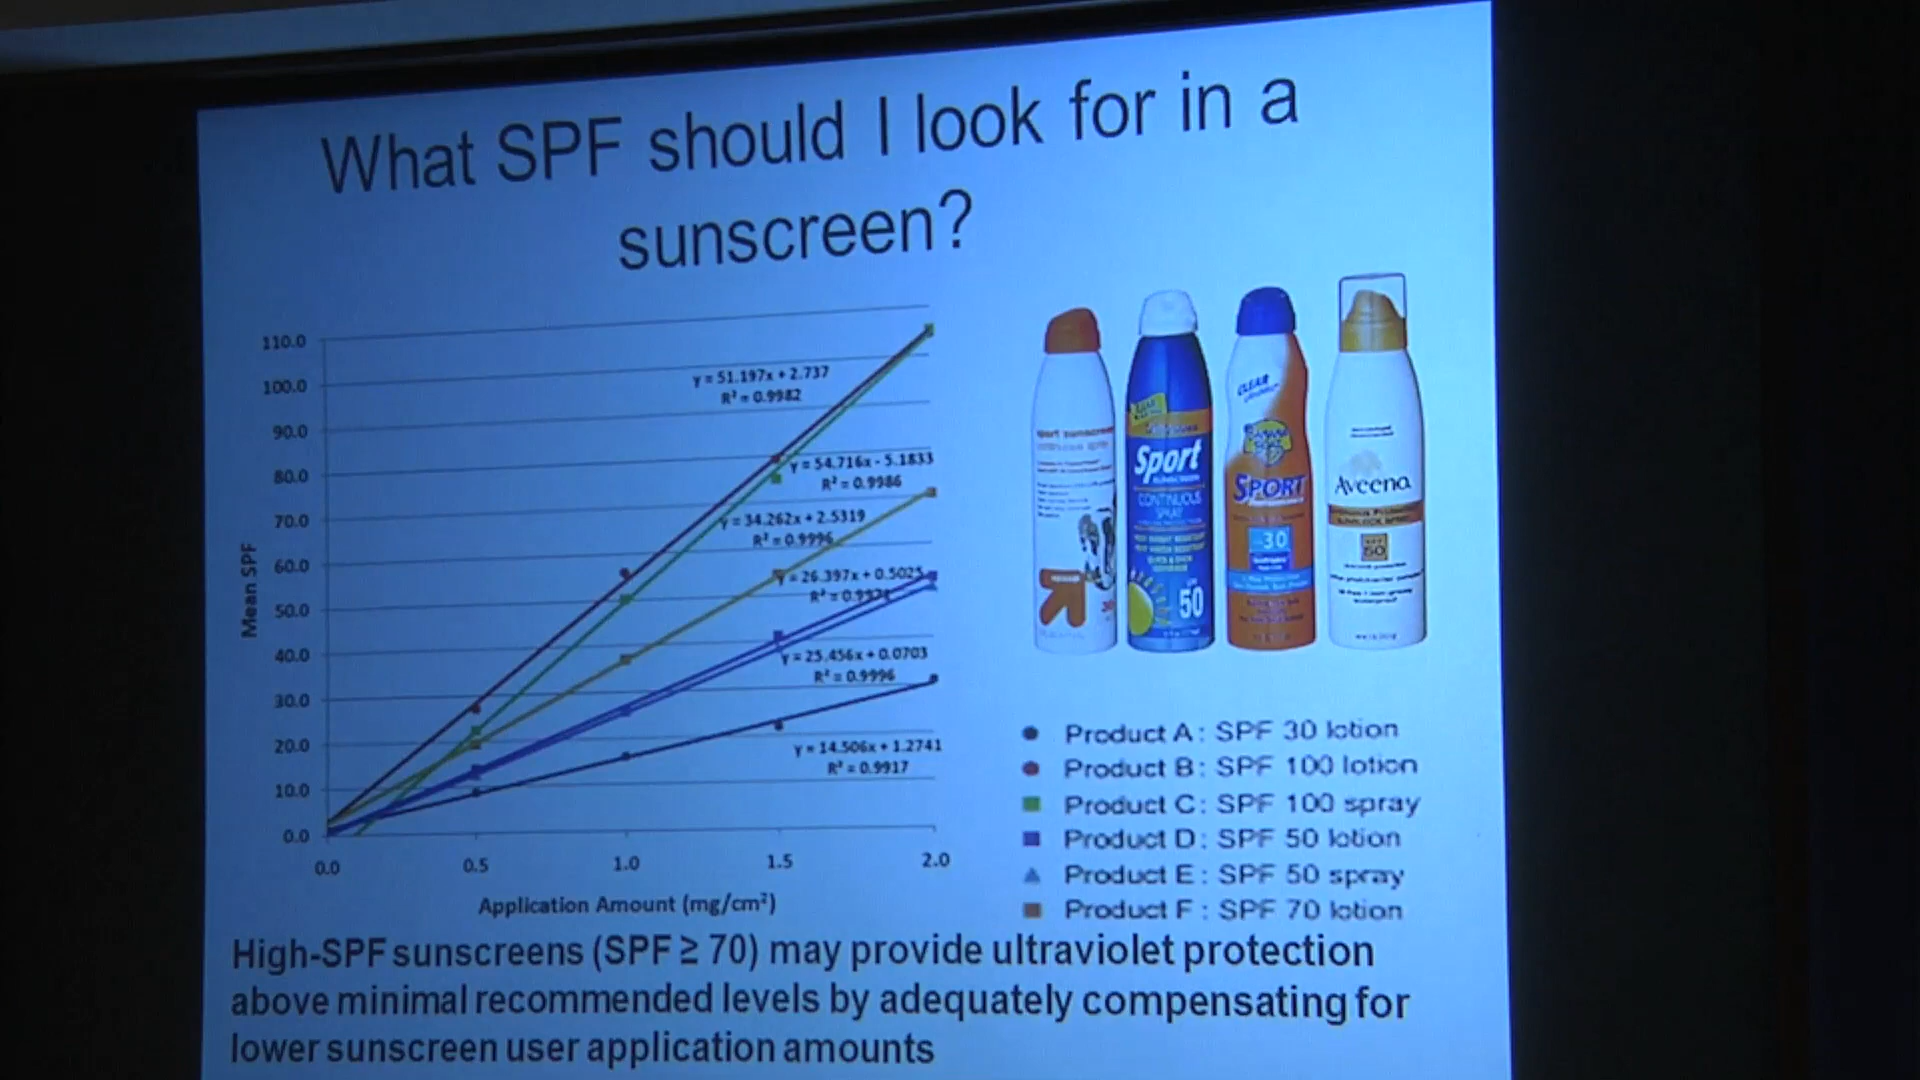 What SPF should I look for in a
sunscreen?
110.0
100.0
90.0
80.0
70.0
60.0
50.0
40.0
30.0
20.0
10.0
0.0
Mean SPF
0.0 0.5 1.0 1.5 2.0
Application Amount (mg/cm²)
y = 51.197x + 2.737
R² = 0.9982
y = 54.716x - 5.1833
R² = 0.9986
y = 34.262x + 2.5319
R² = 0.9996
y = 26.397x + 0.5025
y = 25.456x + 0.0703
R² = 0.9996
y = 14.506x + 1.2741
R² = 0.9917
sport sunscreen
Sport
CONTINUOUS
SPRAY
50
CLEAR
SPORT
30
Aveeno
50
Product A: SPF 30 lotion
Product B: SPF 100 lotion
Product C: SPF 100 spray
Product D: SPF 50 lotion
Product E: SPF 50 spray
Product F: SPF 70 lotion
High-SPF sunscreens (SPF ≥ 70) may provide ultraviolet protection
above minimal recommended levels by adequately compensating for
lower sunscreen user application amounts